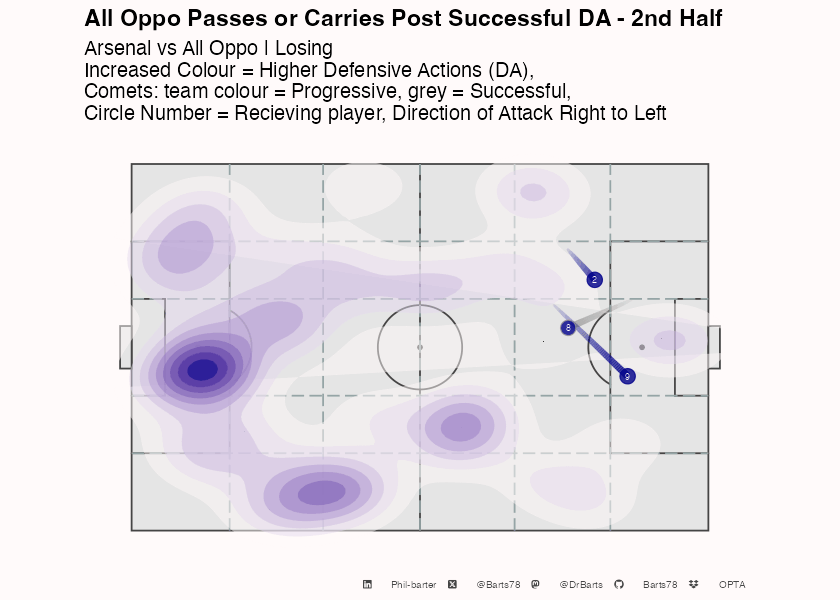 All Oppo Passes or Carries Post Successful DA - 2nd Half
Arsenal vs All Oppo | Losing
Increased Colour = Higher Defensive Actions (DA),
Comets: team colour = Progressive, grey = Successful,
Circle Number = Recieving player, Direction of Attack Right to Left
2
8
9
Phil-barter @Barts78 @DrBarts Barts78 OPTA